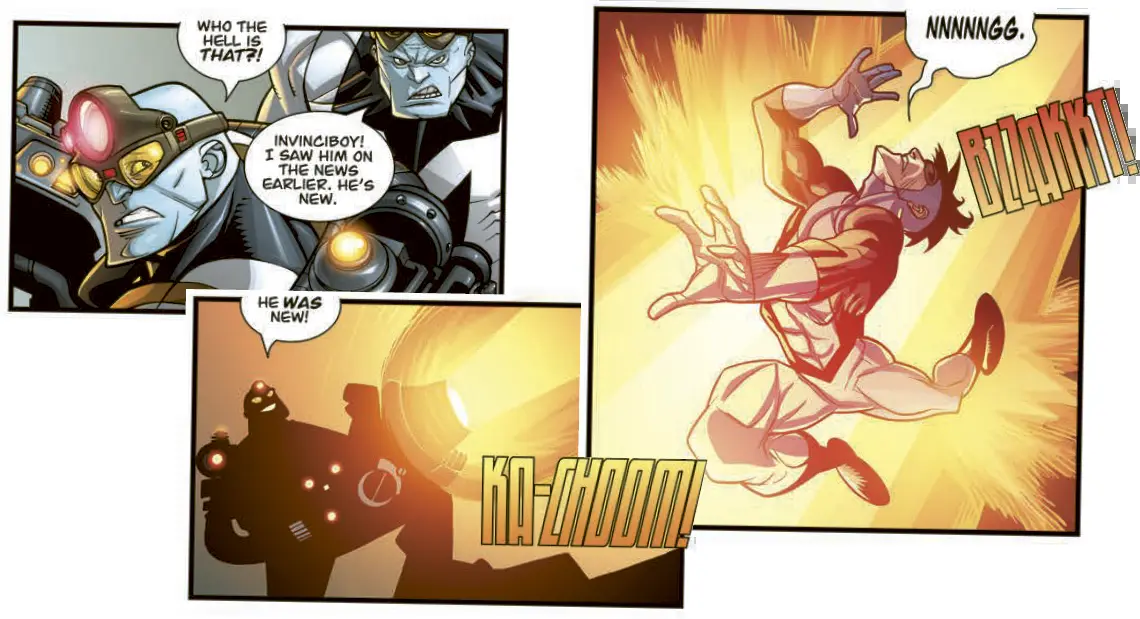 WHO THE
HELL IS
THAT?!
INVINCIBOY!
I SAW HIM ON
THE NEWS
EARLIER. HE'S
NEW.
HE WAS
NEW!
KA-CHOOM!
NNNNNGG.
BZZAKKT!